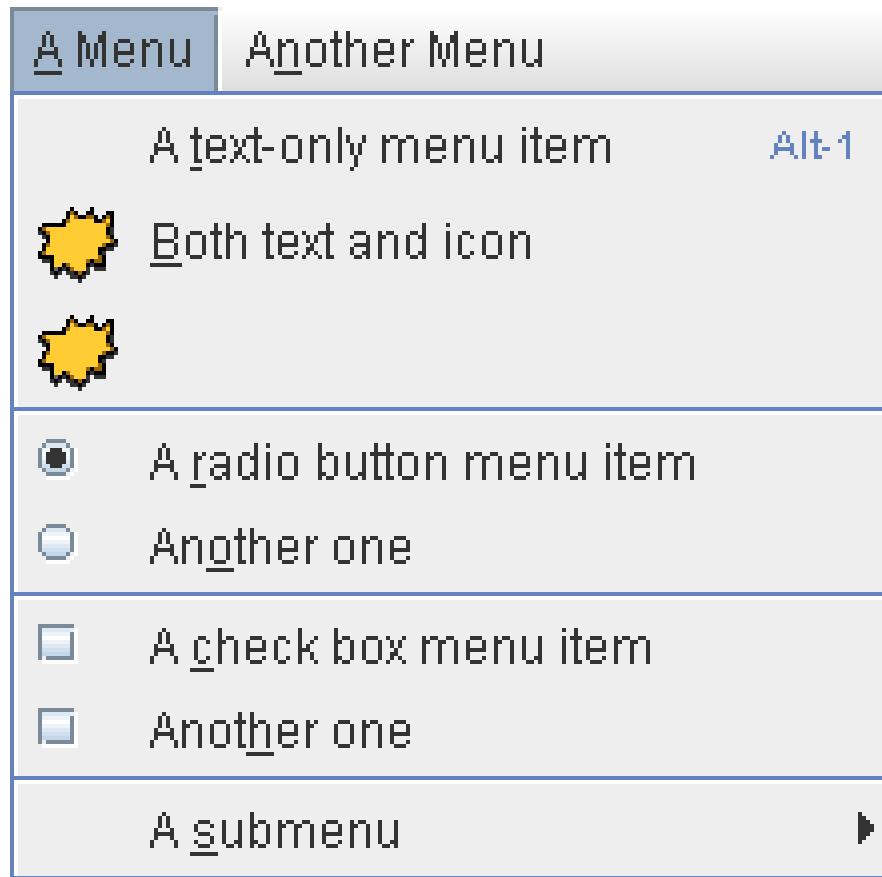 A Menu Another Menu
A text-only menu item Alt-1
Both text and icon
A radio button menu item
Another one
A check box menu item
Another one
A submenu